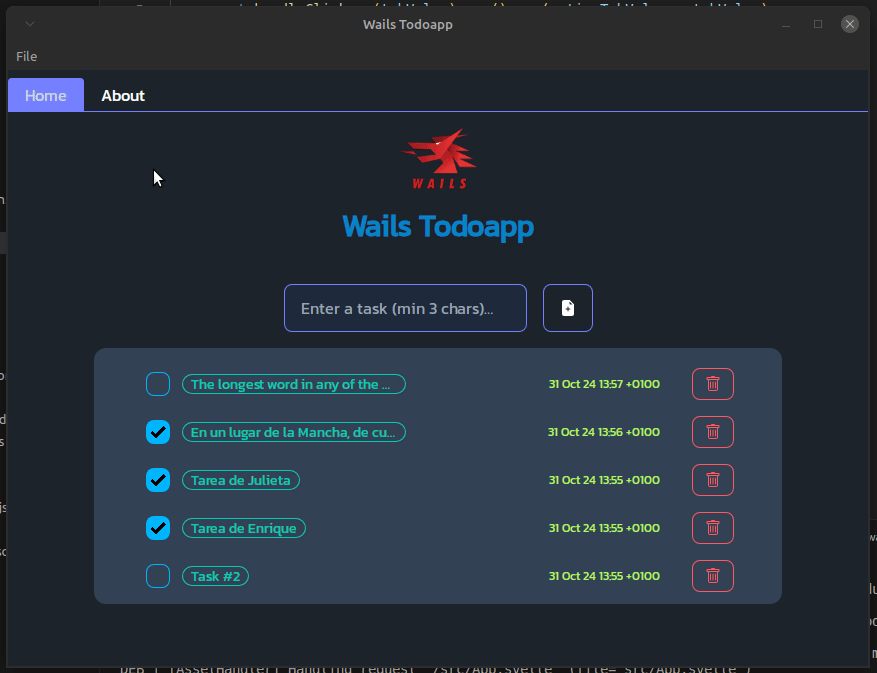 Wails Todoapp
File
Home About
WAILS
Wails Todoapp
Enter a task (min 3 chars)...
The longest word in any of the ... 31 Oct 24 13:57 +0100
En un lugar de la Mancha, de cu... 31 Oct 24 13:56 +0100
Tarea de Julieta 31 Oct 24 13:55 +0100
Tarea de Enrique 31 Oct 24 13:55 +0100
Task #2 31 Oct 24 13:55 +0100